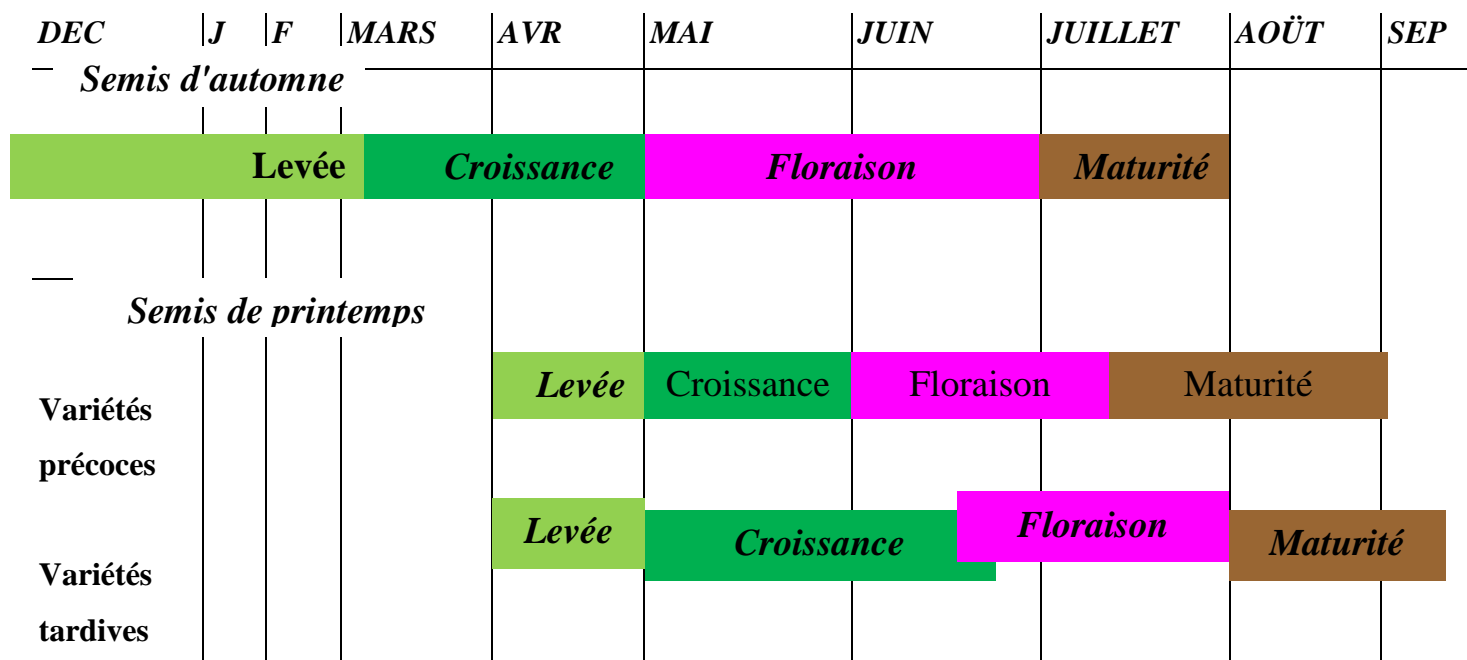 DEC J F MARS AVR MAI JUIN JUILLET AOÜT SEP
Semis d'automne
Levée Croissance Floraison Maturité
Semis de printemps
Levée Croissance Floraison Maturité
Variétés
précoces
Levée Croissance Floraison Maturité
Variétés
tardives